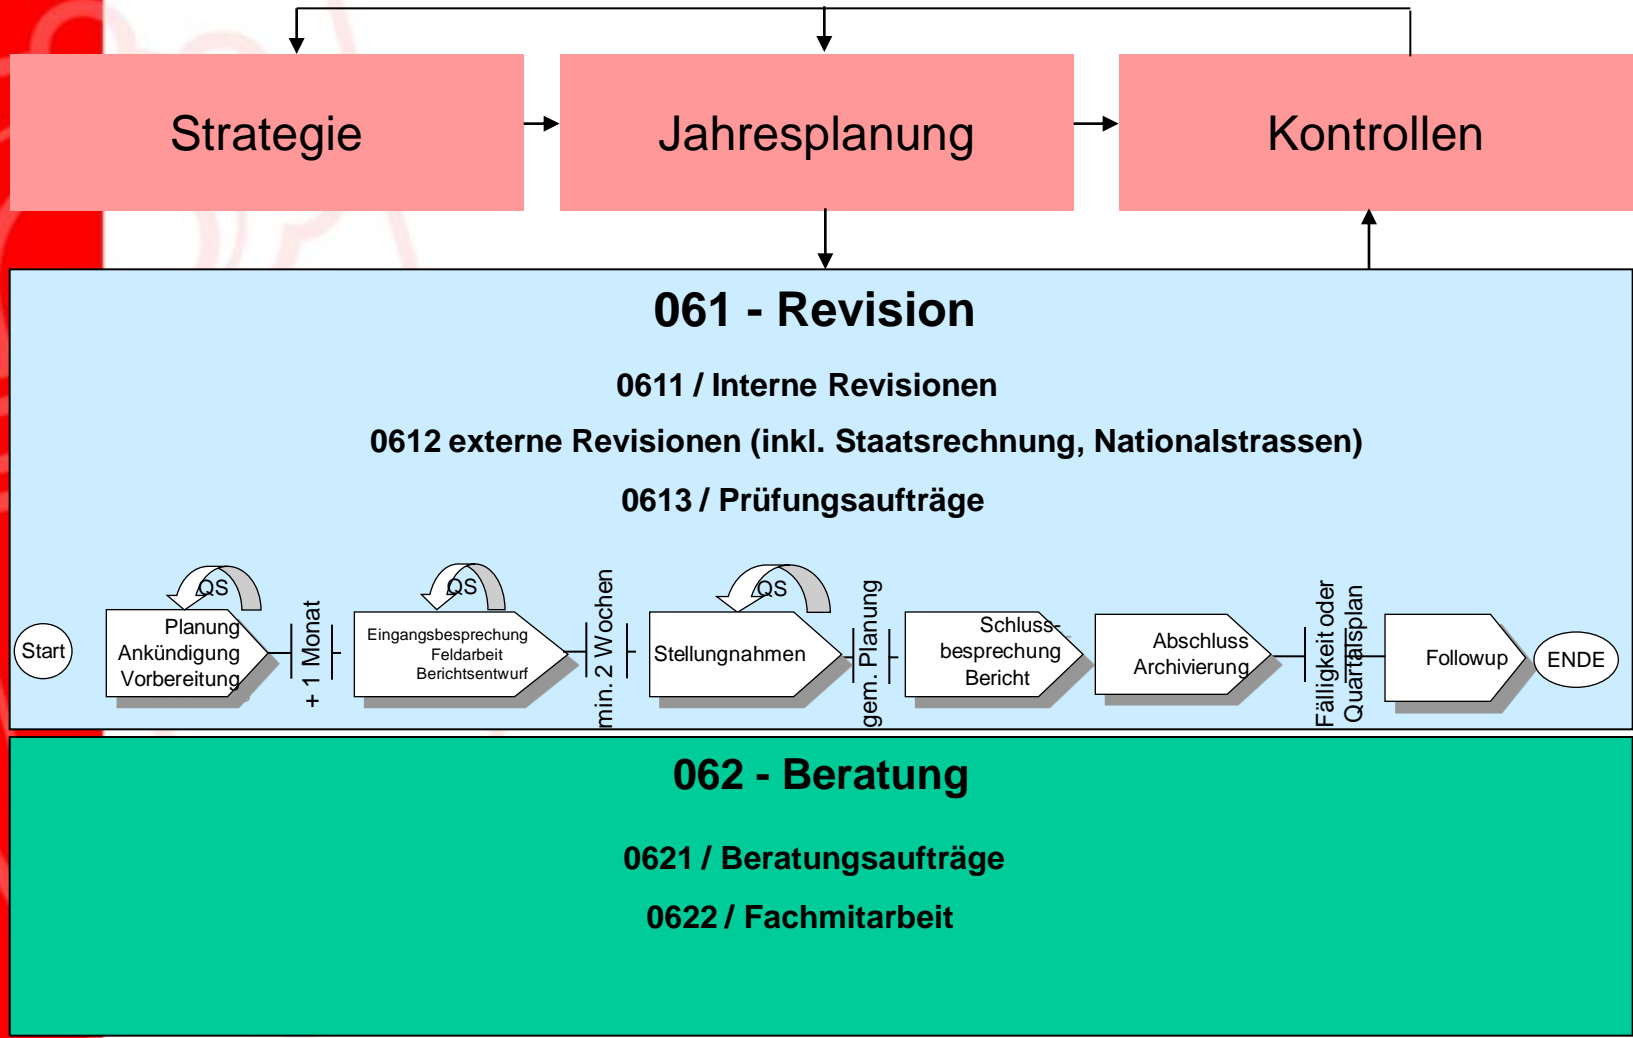 Strategie
Jahresplanung
Kontrollen
061 - Revision
0611 / Interne Revisionen
0612 externe Revisionen (inkl. Staatsrechnung, Nationalstrassen)
0613 / Prüfungsaufträge
Start
QS
Planung
Ankündigung
Vorbereitung
+ 1 Monat
QS
Eingangsbesprechung
Feldarbeit
Berichtsentwurf
min. 2 Wochen
QS
Stellungnahmen
gem. Planung
Schluss-
besprechung
Bericht
Abschluss
Archivierung
Fälligkeit oder
Quartalsplan
Followup
ENDE
062 - Beratung
0621 / Beratungsaufträge
0622 / Fachmitarbeit